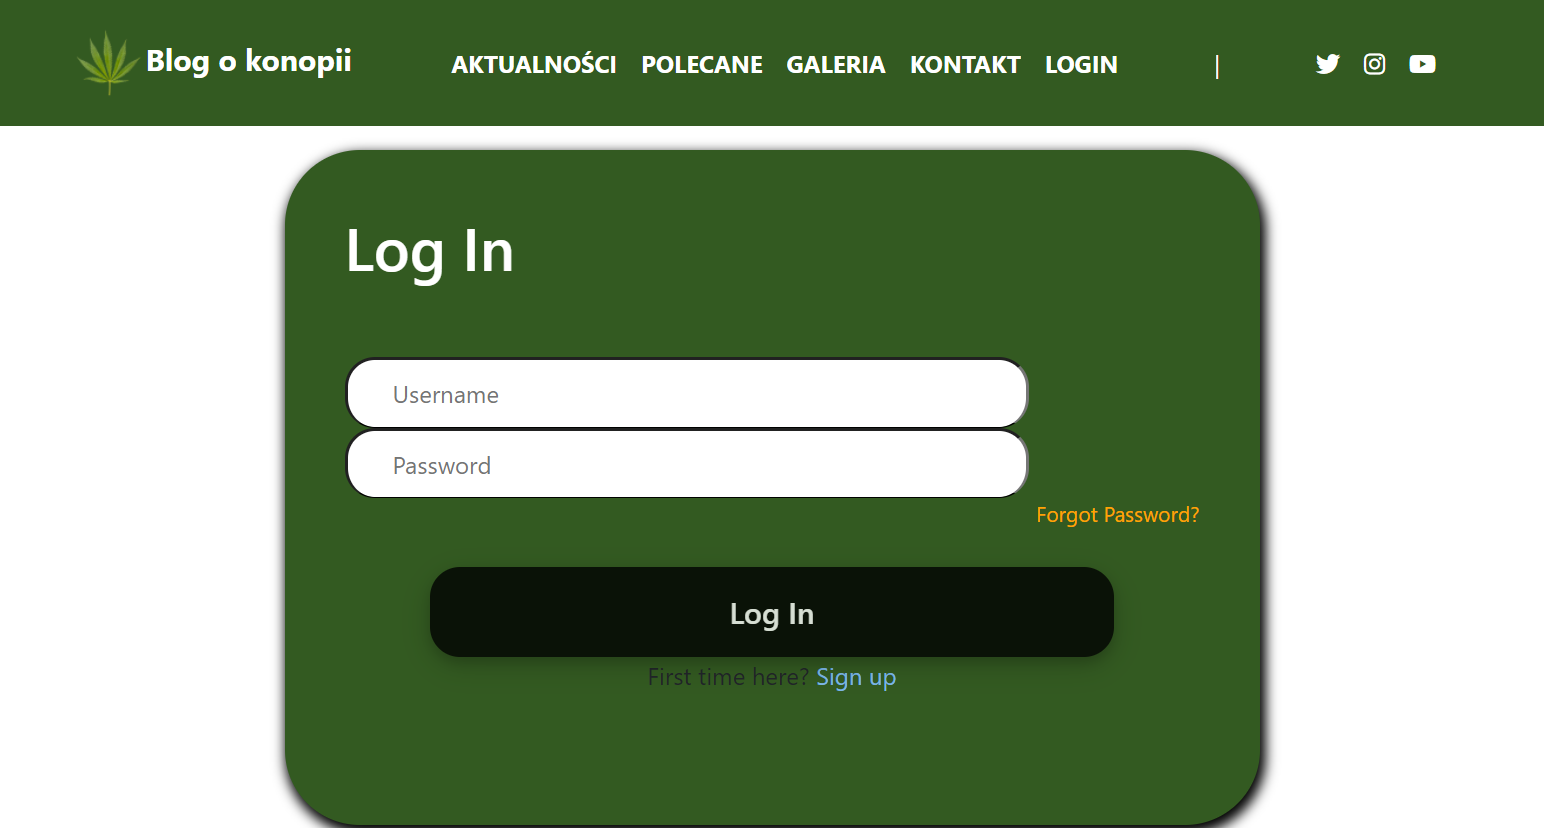 Blog o konopii AKTUALNOŚCI POLECANE GALERIA KONTAKT LOGIN |
Log In
Username
Password
Forgot Password?
Log In
First time here? Sign up